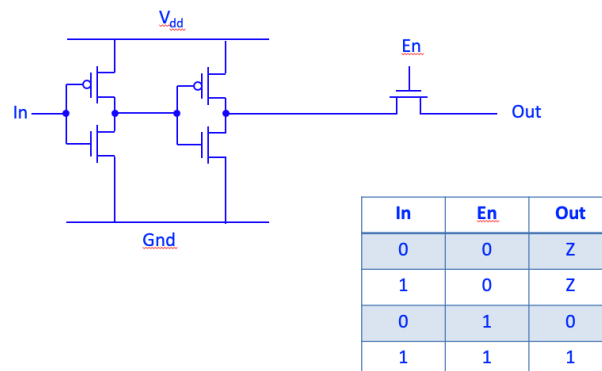 Vdd
En
In
Out
Gnd
In En Out
0 0 Z
1 0 Z
0 1 0
1 1 1